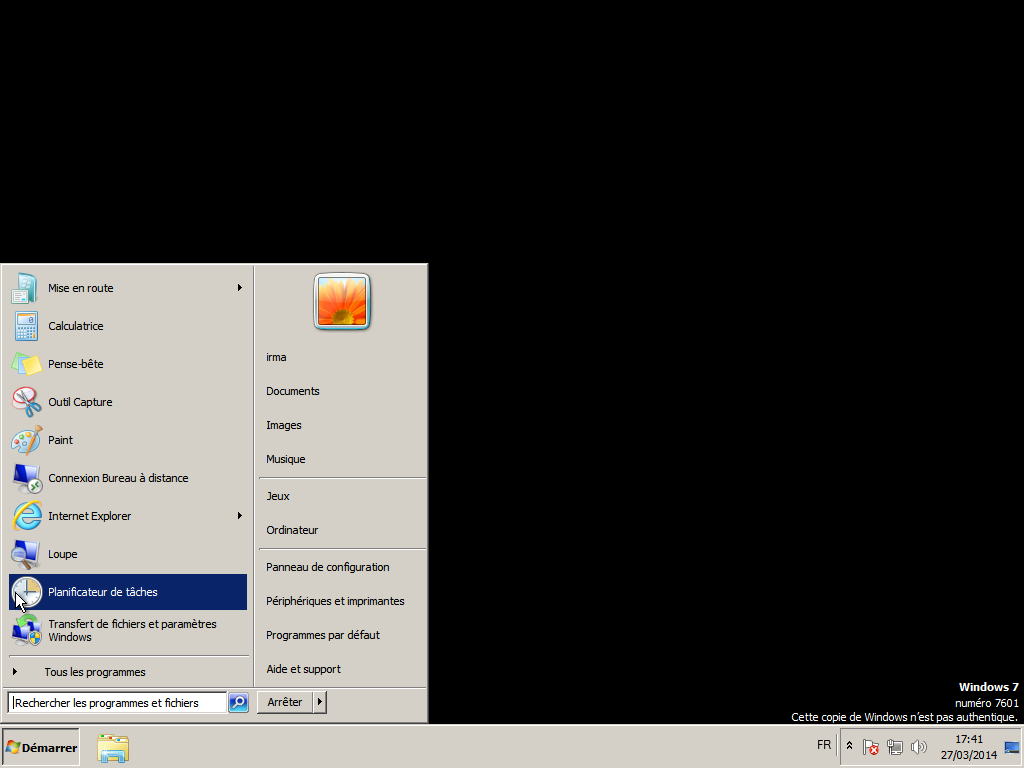 Mise en route
Calculatrice
Pense-bête
Outil Capture
Paint
Connexion Bureau à distance
Internet Explorer
Loupe
Planificateur de tâches
Transfert de fichiers et paramètres
Windows
Tous les programmes
Rechercher les programmes et fichiers
irma
Documents
Images
Musique
Jeux
Ordinateur
Panneau de configuration
Périphériques et imprimantes
Programmes par défaut
Aide et support
Arrêter
Windows 7
numéro 7601
Cette copie de Windows n'est pas authentique.
Démarrer
FR
17:41
27/03/2014